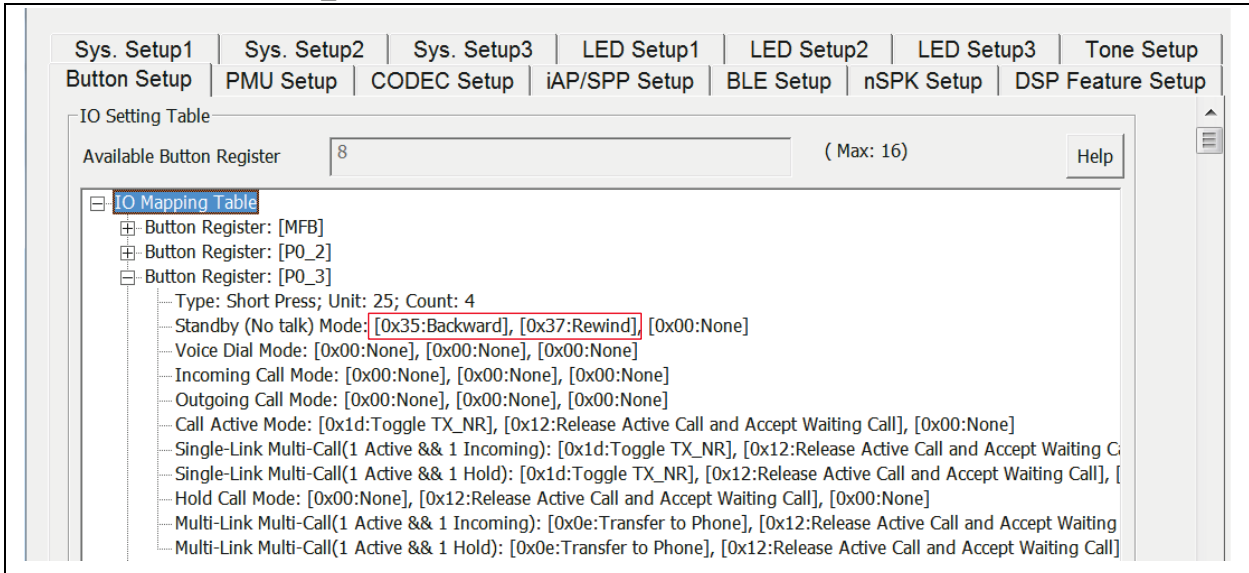 Sys. Setup1 Sys. Setup2 Sys. Setup3 LED Setup1 LED Setup2 LED Setup3 Tone Setup
Button Setup PMU Setup CODEC Setup iAP/SPP Setup BLE Setup nSPK Setup DSP Feature Setup
IO Setting Table
Available Button Register 8 ( Max: 16) Help
IO Mapping Table
Button Register: [MFB]
Button Register: [P0_2]
Button Register: [P0_3]
Type: Short Press; Unit: 25; Count: 4
Standby (No talk) Mode: [0x35:Backward], [0x37:Rewind], [0x00:None]
Voice Dial Mode: [0x00:None], [0x00:None], [0x00:None]
Incoming Call Mode: [0x00:None], [0x00:None], [0x00:None]
Outgoing Call Mode: [0x00:None], [0x00:None], [0x00:None]
Call Active Mode: [0x1d:Toggle TX_NR], [0x12:Release Active Call and Accept Waiting Call], [0x00:None]
Single-Link Multi-Call(1 Active && 1 Incoming): [0x1d:Toggle TX_NR], [0x12:Release Active Call and Accept Waiting Ca
Single-Link Multi-Call(1 Active && 1 Hold): [0x1d:Toggle TX_NR], [0x12:Release Active Call and Accept Waiting Call], [
Hold Call Mode: [0x00:None], [0x12:Release Active Call and Accept Waiting Call], [0x00:None]
Multi-Link Multi-Call(1 Active && 1 Incoming): [0x0e:Transfer to Phone], [0x12:Release Active Call and Accept Waiting
Multi-Link Multi-Call(1 Active && 1 Hold): [0x0e:Transfer to Phone], [0x12:Release Active Call and Accept Waiting Call]